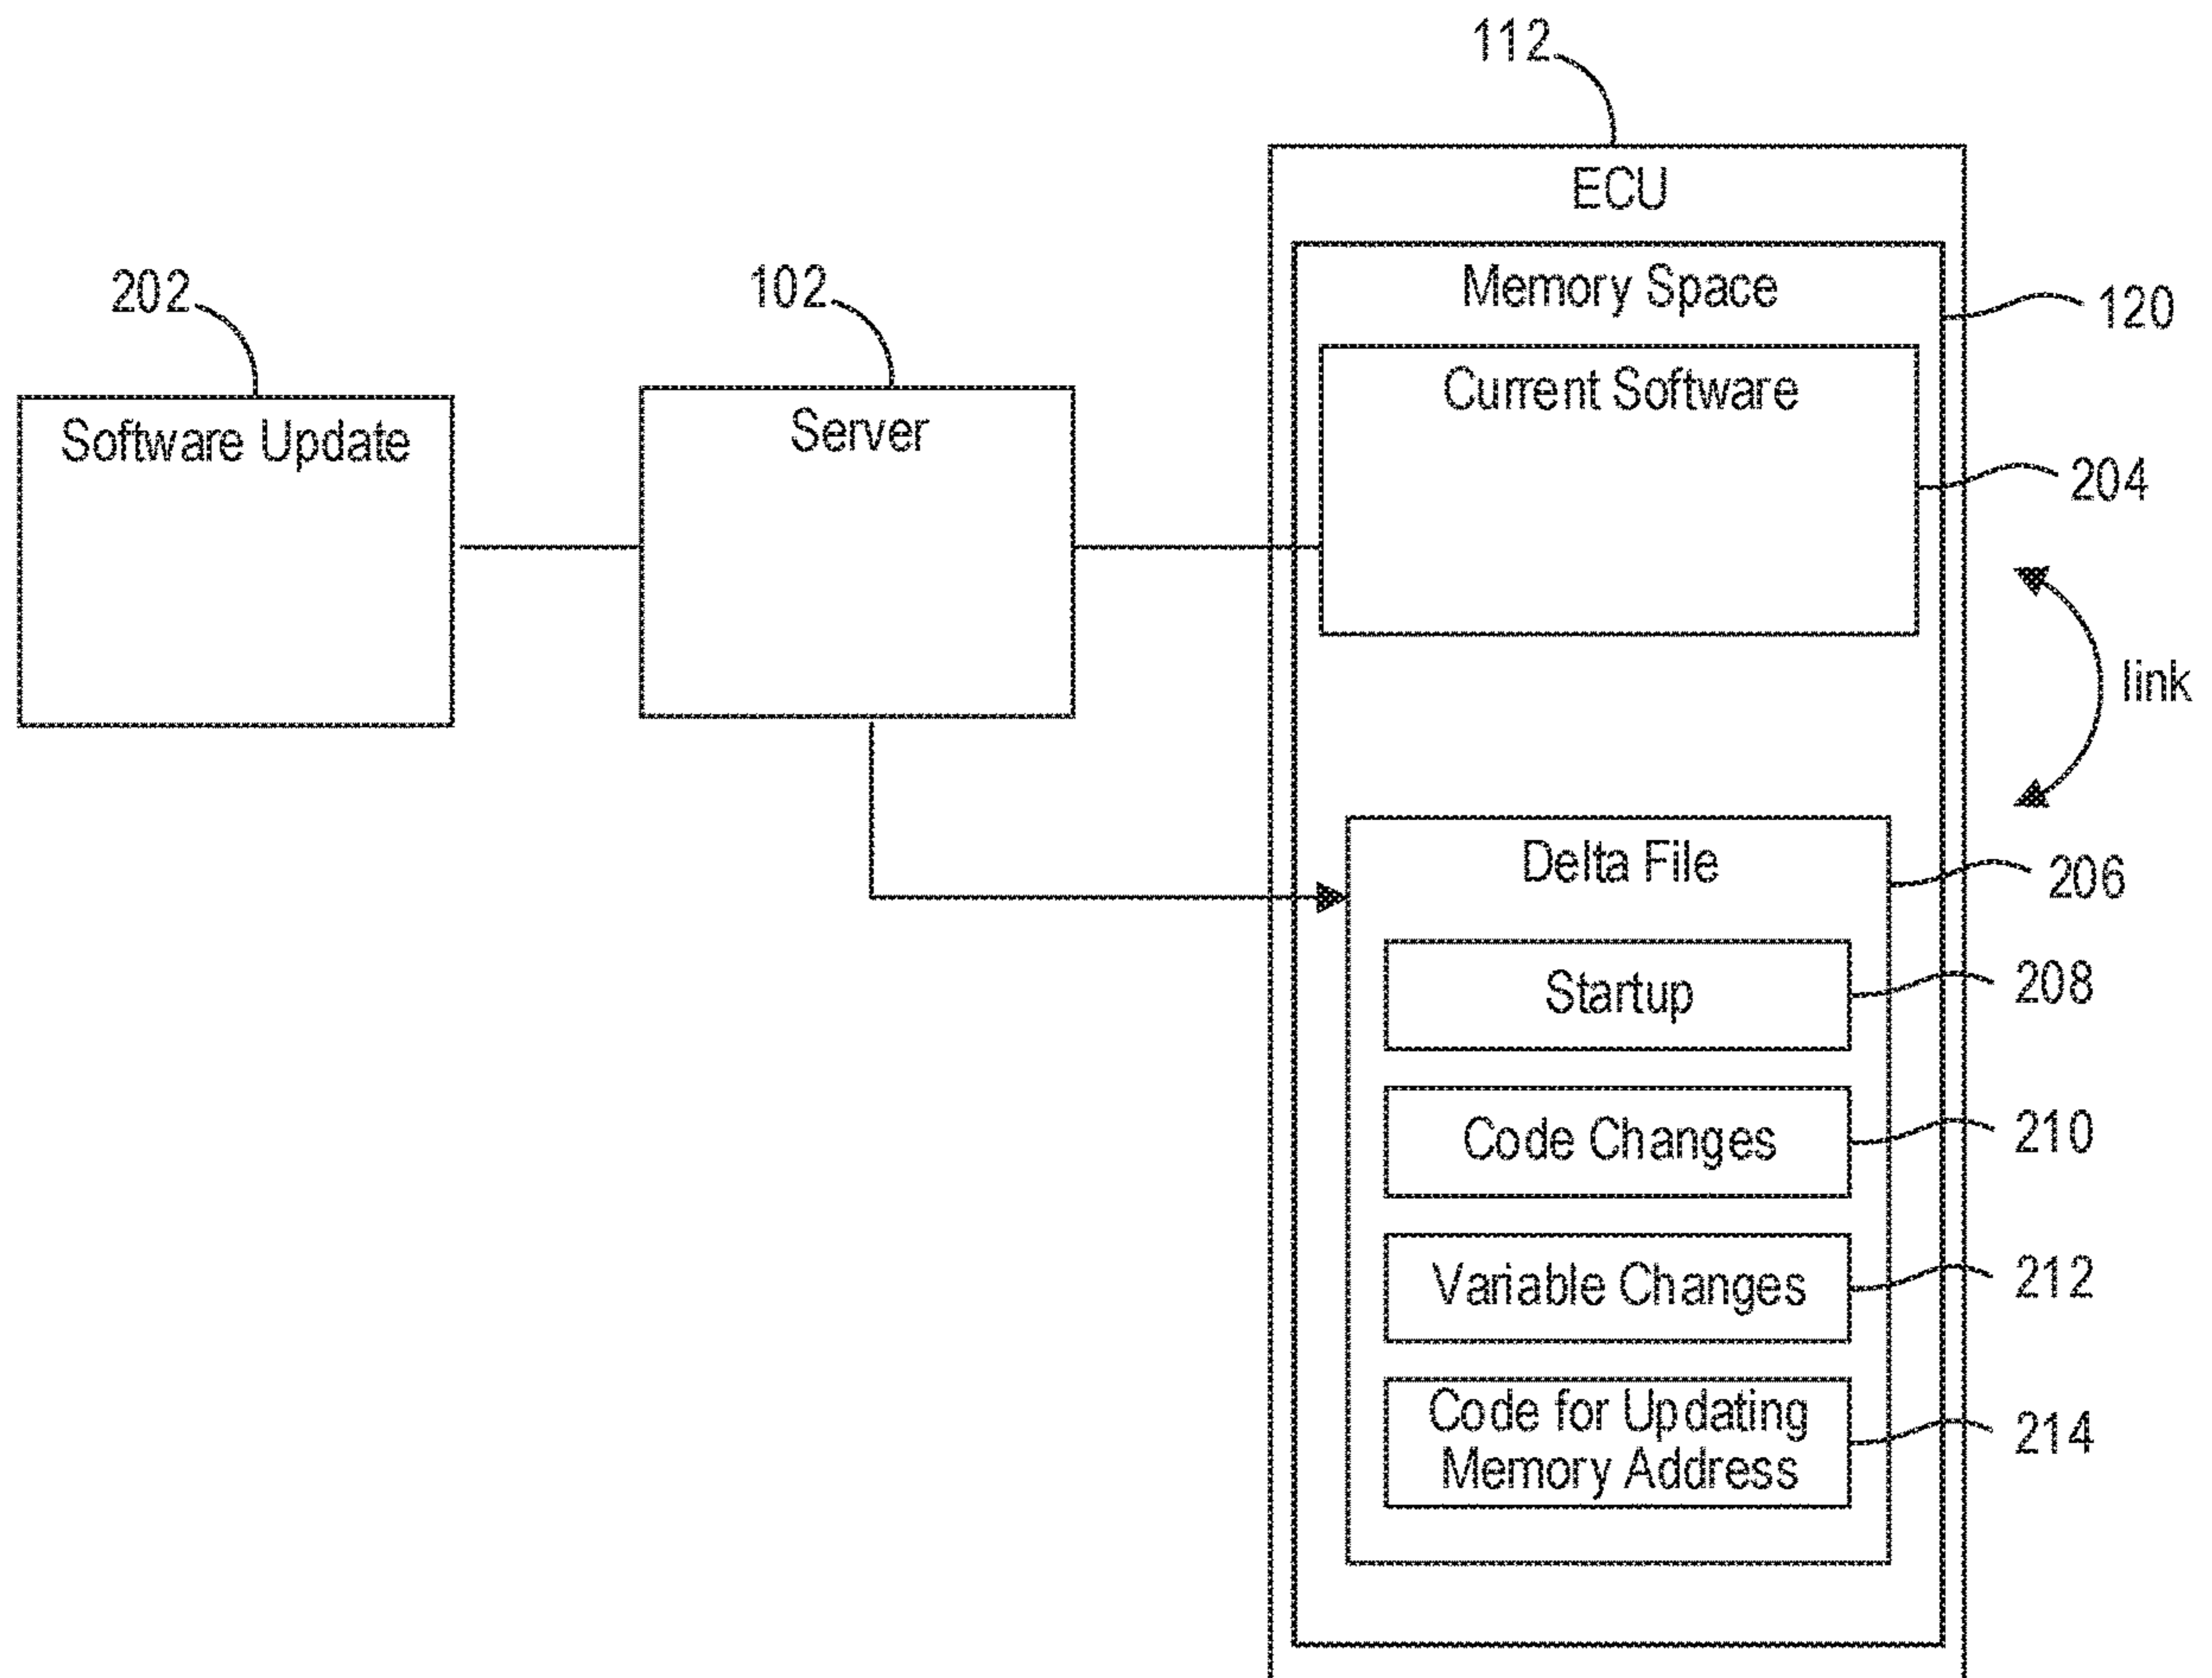 112
ECU
202
102
Memory Space
120
Software Update
Server
Current Software
204
link
Delta File
206
Startup
208
Code Changes
210
Variable Changes
212
Code for Updating
Memory Address
214